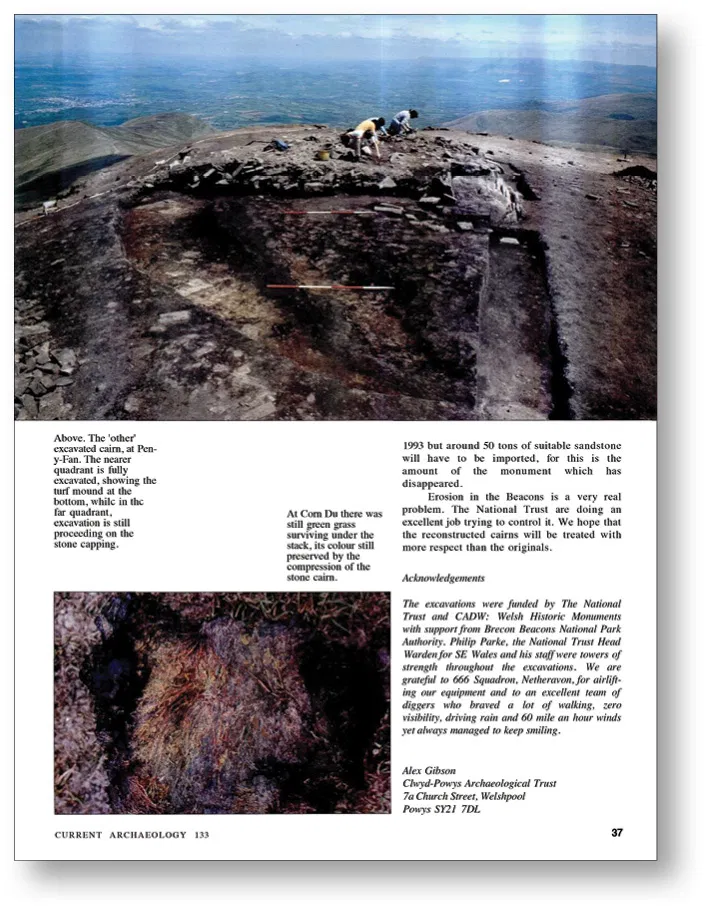 Above. The 'other'
excavated cairn, at Pen-
y-Fan. The nearer
quadrant is fully
excavated, showing the
turf mound at the
bottom, while in the
far quadrant,
excavation is still
proceeding on the
stone capping.
At Corn Du there was
still green grass
surviving under the
stack, its colour still
preserved by the
compression of the
stone cairn.
1993 but around 50 tons of suitable sandstone
will have to be imported, for this is the
amount of the monument which has
disappeared.
Erosion in the Beacons is a very real
problem. The National Trust are doing an
excellent job trying to control it. We hope that
the reconstructed cairns will be treated with
more respect than the originals.
Acknowledgements
The excavations were funded by The National
Trust and CADW: Welsh Historic Monuments
with support from Brecon Beacons National Park
Authority. Philip Parke, the National Trust Head
Warden for SE Wales and his staff were towers of
strength throughout the excavations. We are
grateful to 666 Squadron, Netheravon, for airlift-
ing our equipment and to an excellent team of
diggers who braved a lot of walking, zero
visibility, driving rain and 60 mile an hour winds
yet always managed to keep smiling.
Alex Gibson
Clwyd-Powys Archaeological Trust
7a Church Street, Welshpool
Powys SY21 7DL
CURRENT ARCHAEOLOGY 133
37